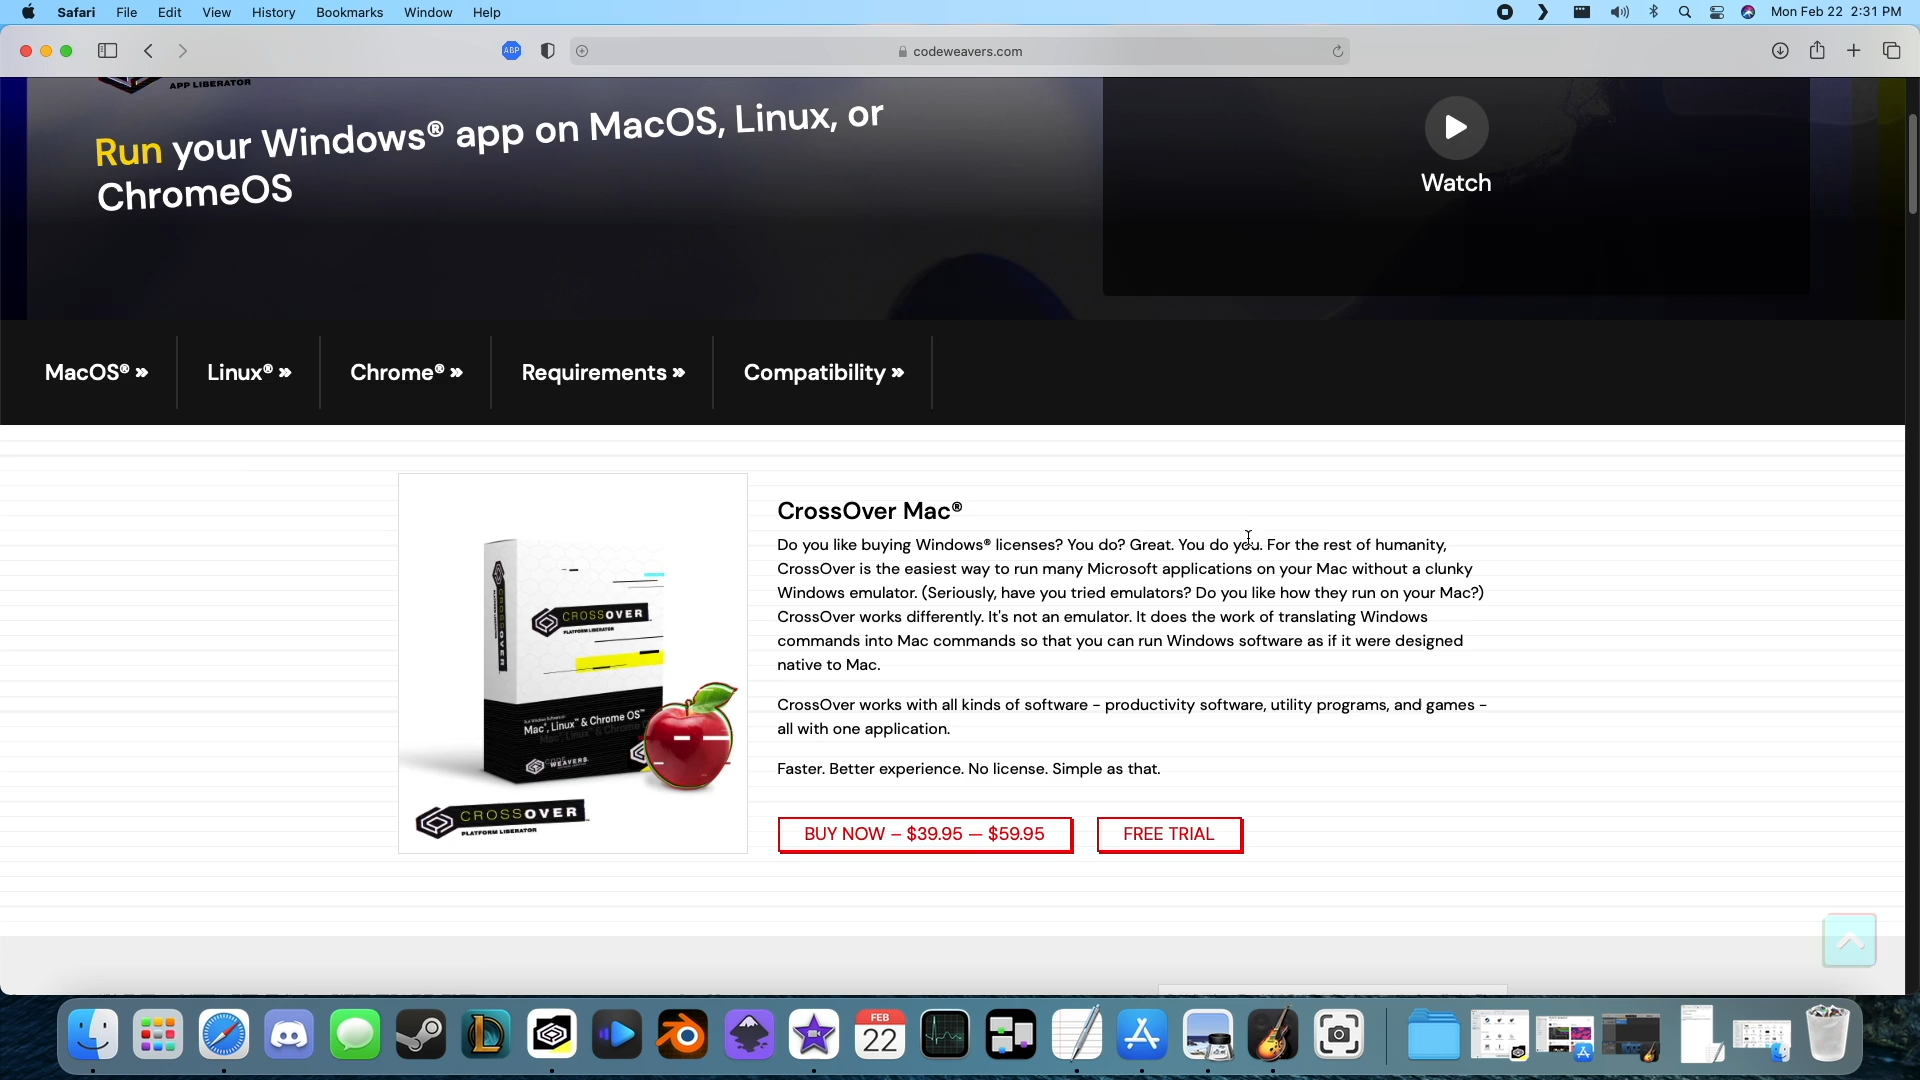 Safari File Edit View History Bookmarks Window Help
Mon Feb 22 2:31 PM
ABP
codeweavers.com
APP LIBERATOR
Run your Windows® app on MacOS, Linux, or
ChromeOS
Watch
MacOS® »
Linux® »
Chrome® »
Requirements »
Compatibility »
CrossOver Mac®
Do you like buying Windows® licenses? You do? Great. You do you. For the rest of humanity,
CrossOver is the easiest way to run many Microsoft applications on your Mac without a clunky
Windows emulator. (Seriously, have you tried emulators? Do you like how they run on your Mac?)
CrossOver works differently. It's not an emulator. It does the work of translating Windows
commands into Mac commands so that you can run Windows software as if it were designed
native to Mac.
CrossOver works with all kinds of software - productivity software, utility programs, and games -
all with one application.
Faster. Better experience. No license. Simple as that.
BUY NOW – $39.95 — $59.95
FREE TRIAL
CROSSOVER
CROSSOVER
PLATFORM LIBERATOR
Mac, Linux & Chrome OS
CODE
WEAVERS
CROSSOVER
PLATFORM LIBERATOR
FEB
22